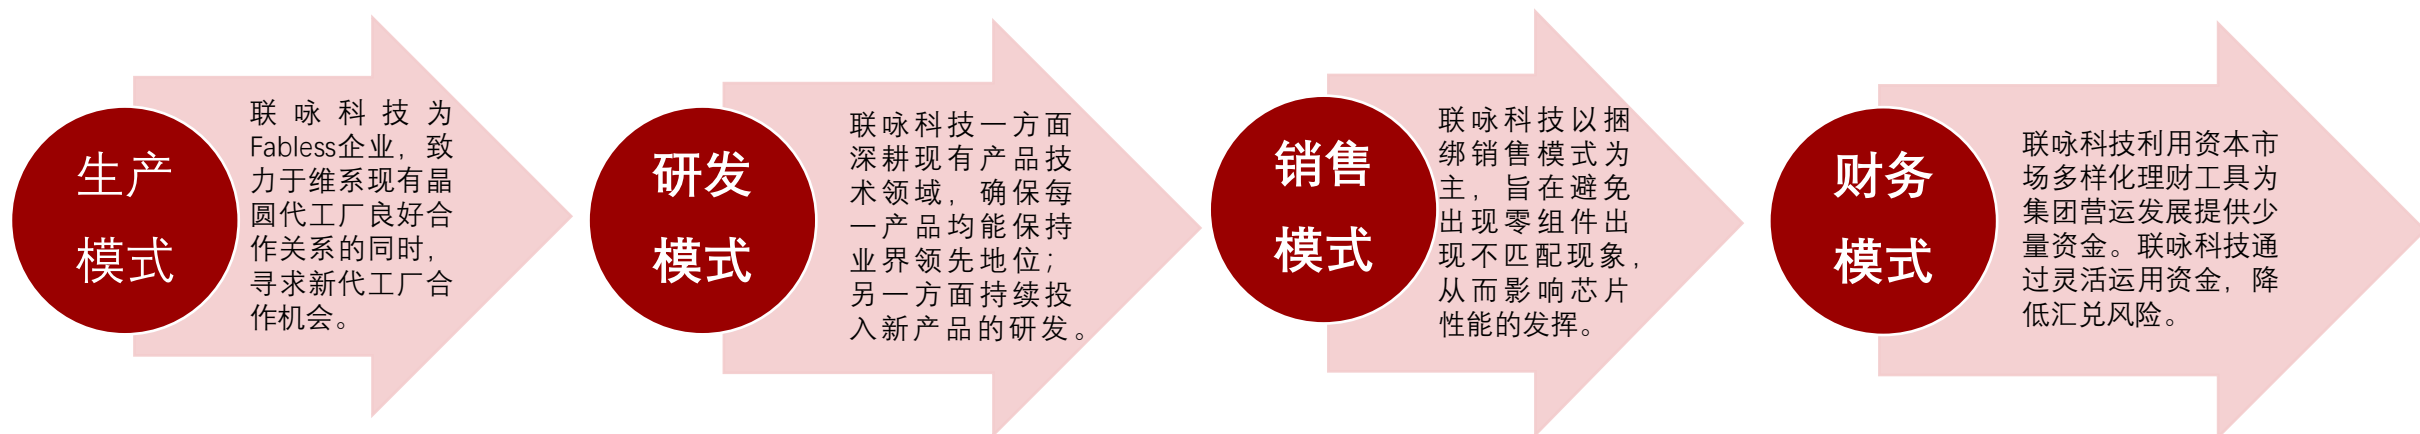 生产
模式
联咏科技为
Fabless企业，致
力于维系现有晶
圆代工厂良好合
作关系的同时，
寻求新代工厂合
作机会。
研发
模式
联咏科技一方面
深耕现有产品技
术领域，确保每
一产品均能保持
业界领先地位；
另一方面持续投
入新产品的研发。
销售
模式
联咏科技以捆
绑销售模式为
主，旨在避免
出现零组件出
现不匹配现象，
从而影响芯片
性能的发挥。
财务
模式
联咏科技利用资本市
场多样化理财工具为
集团营运发展提供少
量资金。联咏科技通
过灵活运用资金，降
低汇兑风险。